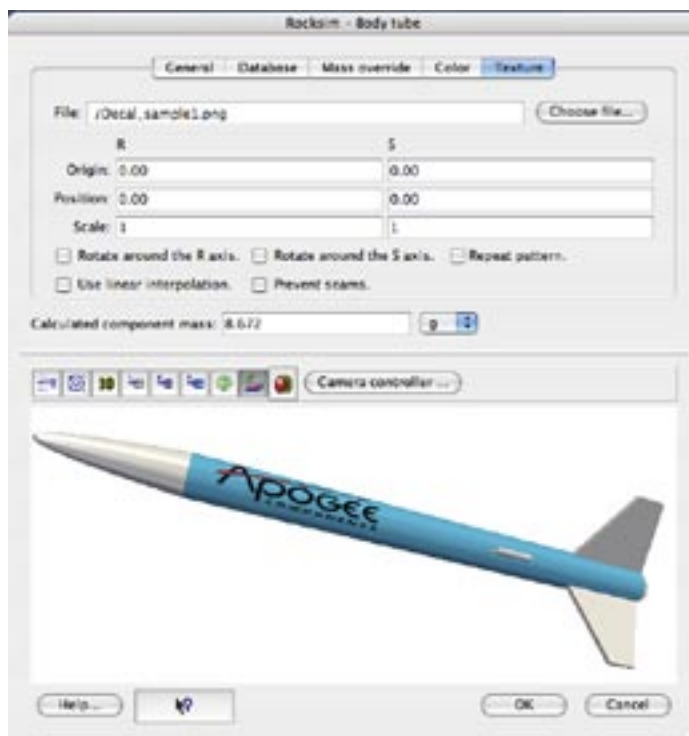 Rocksim - Body tube
General Database Mass override Color Texture
File: /Decal_sample1.png Choose file...
R S
Origin: 0.00 0.00
Position: 0.00 0.00
Scale: 1 1
Rotate around the R axis. Rotate around the S axis. Repeat pattern.
Use linear interpolation. Prevent seams.
Calculated component mass: 8.672 g
3D Camera controller ...
APOGEE
COMPONENTS
Help... ? OK Cancel